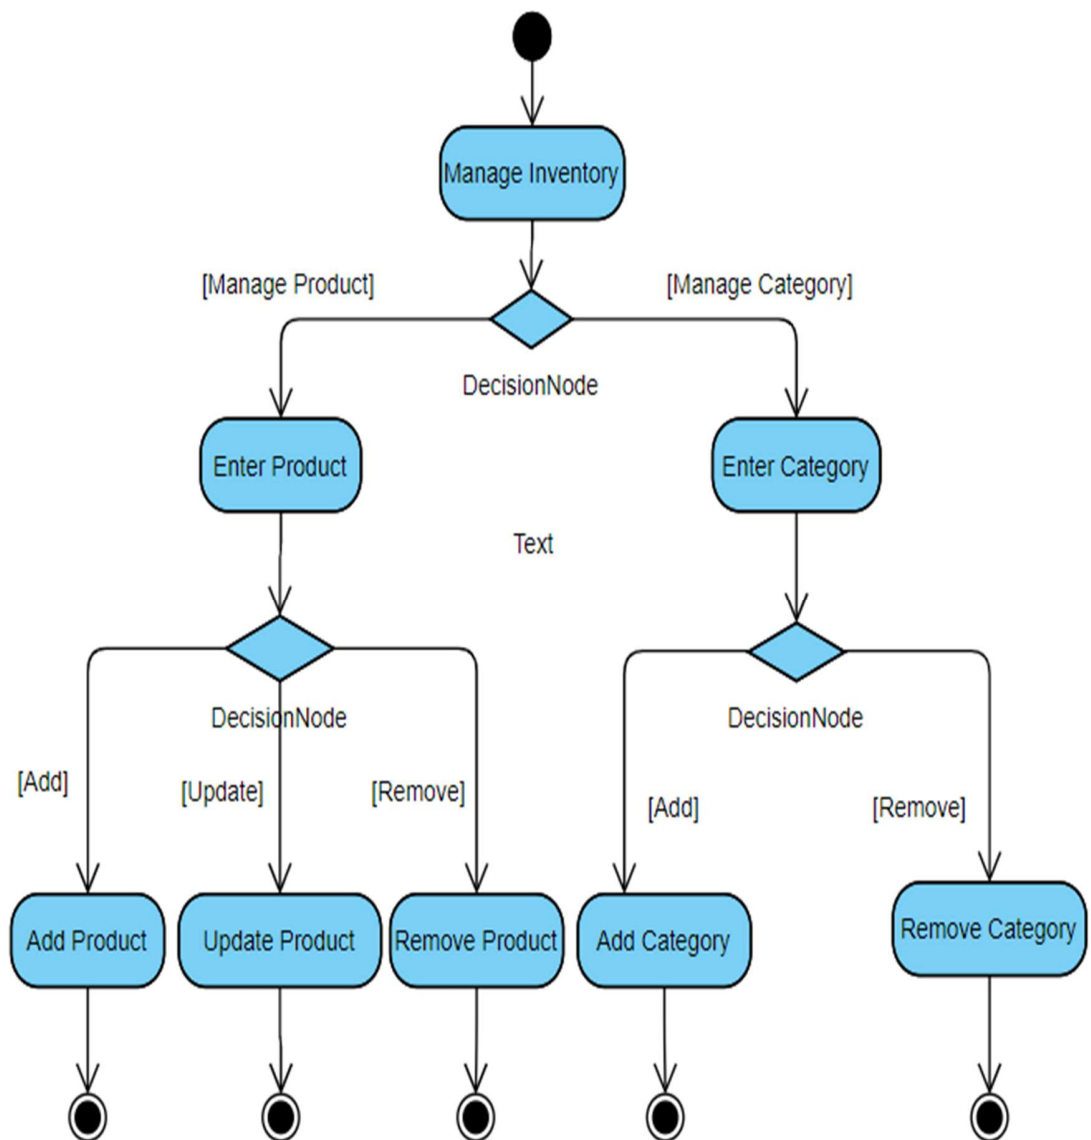 Manage Inventory
[Manage Product]
[Manage Category]
DecisionNode
Enter Product
Enter Category
Text
DecisionNode
DecisionNode
[Add]
[Update]
[Remove]
[Add]
[Remove]
Add Product
Update Product
Remove Product
Add Category
Remove Category